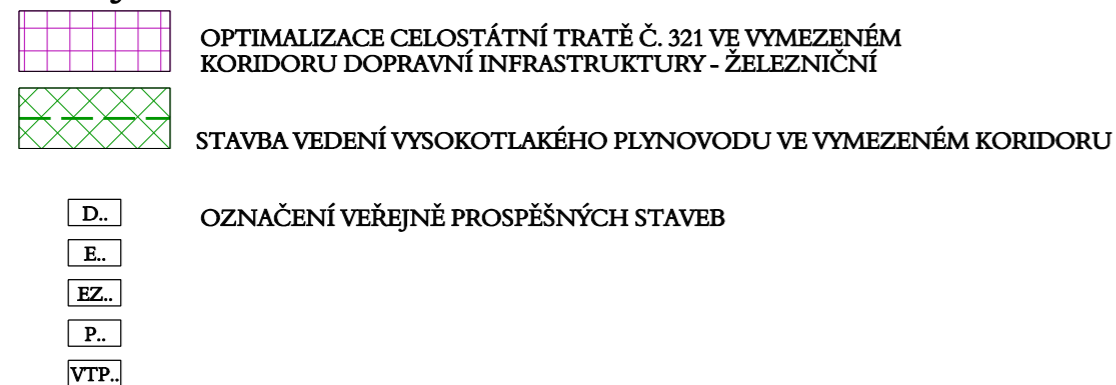 OPTIMALIZACE CELOSTÁTNÍ TRATĚ Č. 321 VE VYMEZENÉM
KORIDORU DOPRAVNÍ INFRASTRUKTURY - ŽELEZNIČNÍ
STAVBA VEDENÍ VYSOKOTLAKÉHO PLYNOVODU VE VYMEZENÉM KORIDORU
D.. OZNAČENÍ VEŘEJNĚ PROSPĚŠNÝCH STAVEB
E..
EZ..
P..
VTP..